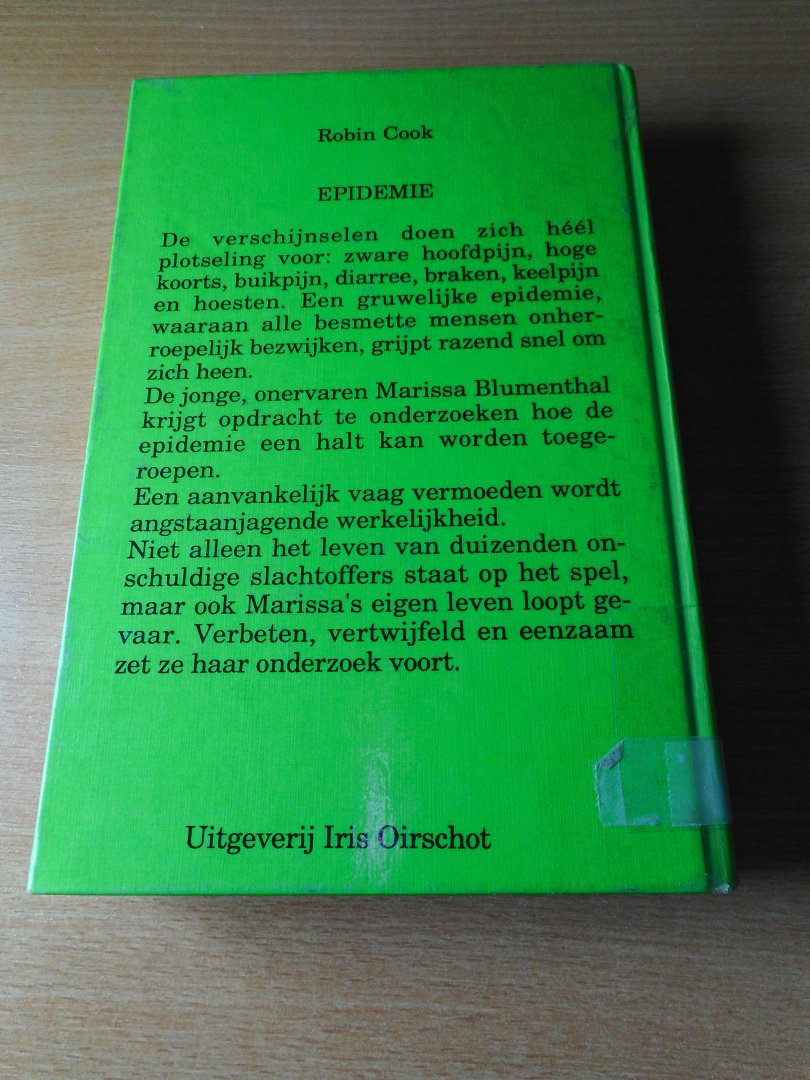 Robin Cook
EPIDEMIE
De verschijnselen doen zich héél
plotseling voor: zware hoofdpijn, hoge
koorts, buikpijn, diarree, braken, keelpijn
en hoesten. Een gruwelijke epidemie,
waaraan alle besmette mensen onher-
roepelijk bezwijken, grijpt razend snel om
zich heen.
De jonge, onervaren Marissa Blumenthal
krijgt opdracht te onderzoeken hoe de
epidemie een halt kan worden toege-
roepen.
Een aanvankelijk vaag vermoeden wordt
angstaanjagende werkelijkheid.
Niet alleen het leven van duizenden on-
schuldige slachtoffers staat op het spel,
maar ook Marissa's eigen leven loopt ge-
vaar. Verbeten, vertwijfeld en eenzaam
zet ze haar onderzoek voort.
Uitgeverij Iris Oirschot